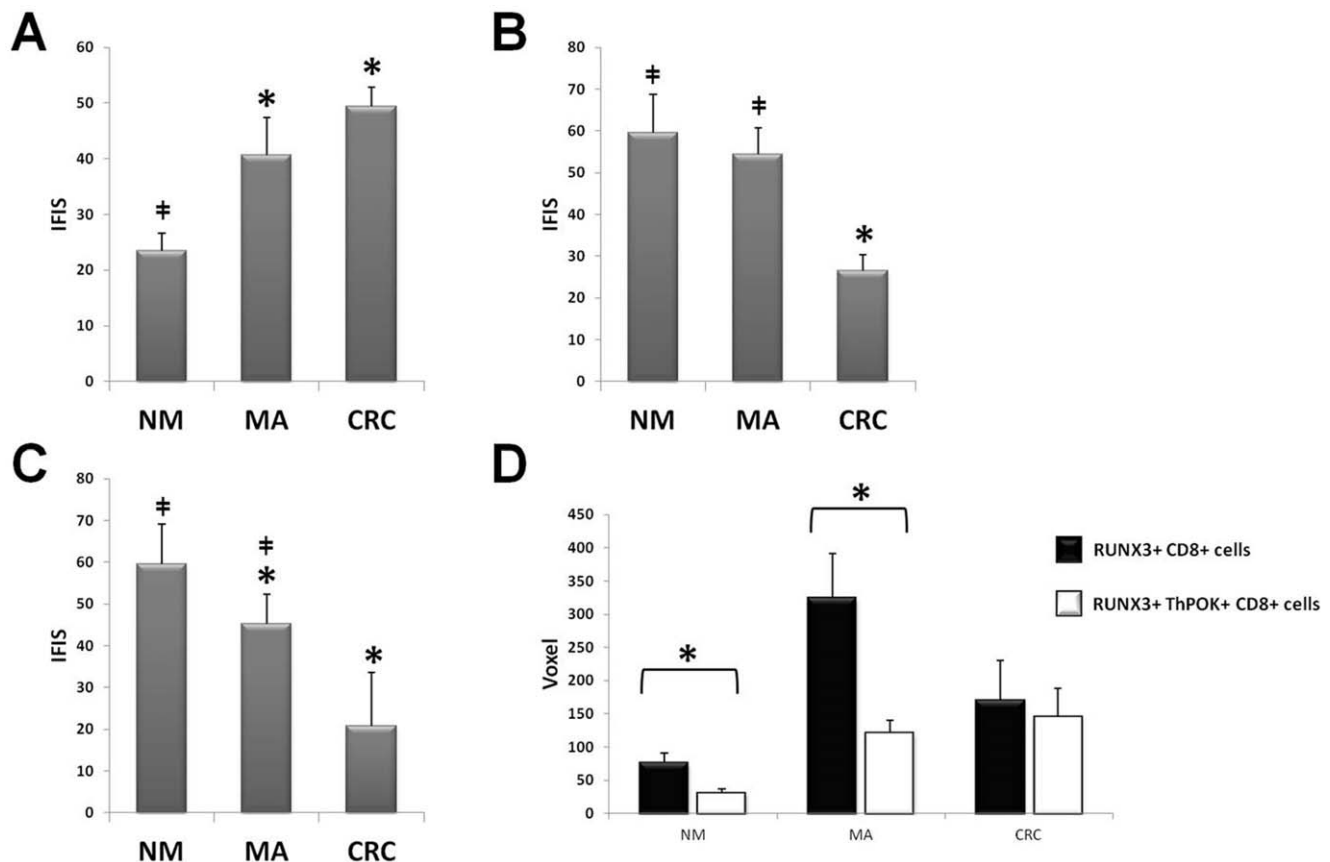 A
60
50
40
30
20
10
0
IFIS
ǂ
*
*
NM MA CRC
B
80
70
60
50
40
30
20
10
0
IFIS
ǂ
ǂ
*
NM MA CRC
C
80
70
60
50
40
30
20
10
0
IFIS
ǂ
ǂ
*
*
NM MA CRC
D
450
400
350
300
250
200
150
100
50
0
Voxel
*
*
NM MA CRC
RUNX3+ CD8+ cells
RUNX3+ ThPOK+ CD8+ cells